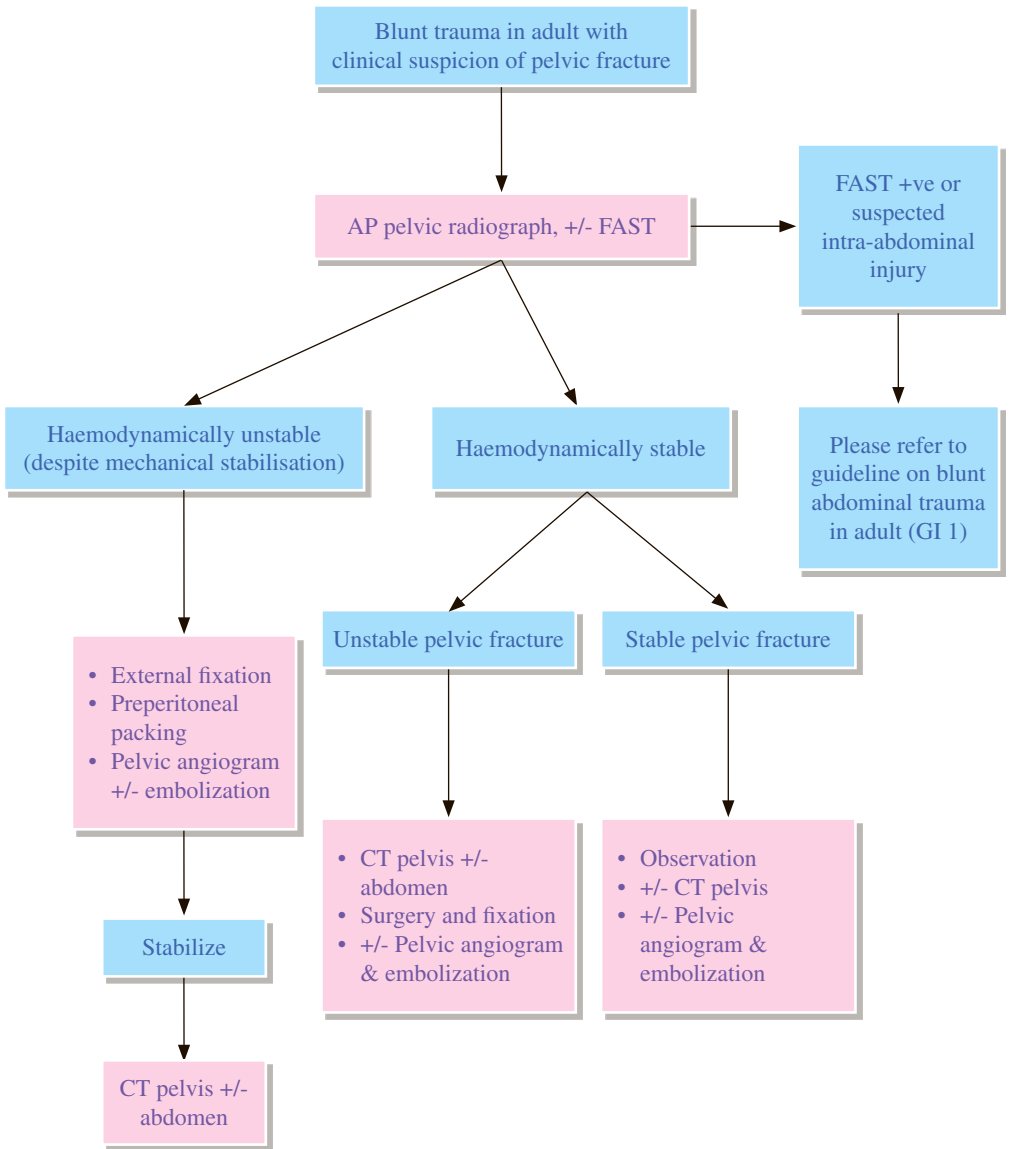 Blunt trauma in adult with
clinical suspicion of pelvic fracture
AP pelvic radiograph, +/- FAST
FAST +ve or
suspected
intra-abdominal
injury
Haemodynamically unstable
(despite mechanical stabilisation)
Haemodynamically stable
Please refer to
guideline on blunt
abdominal trauma
in adult (GI 1)
Unstable pelvic fracture
Stable pelvic fracture
• External fixation
• Preperitoneal
packing
• Pelvic angiogram
+/- embolization
• CT pelvis +/-
abdomen
• Surgery and fixation
• +/- Pelvic angiogram
& embolization
• Observation
• +/- CT pelvis
• +/- Pelvic
angiogram &
embolization
Stabilize
CT pelvis +/-
abdomen